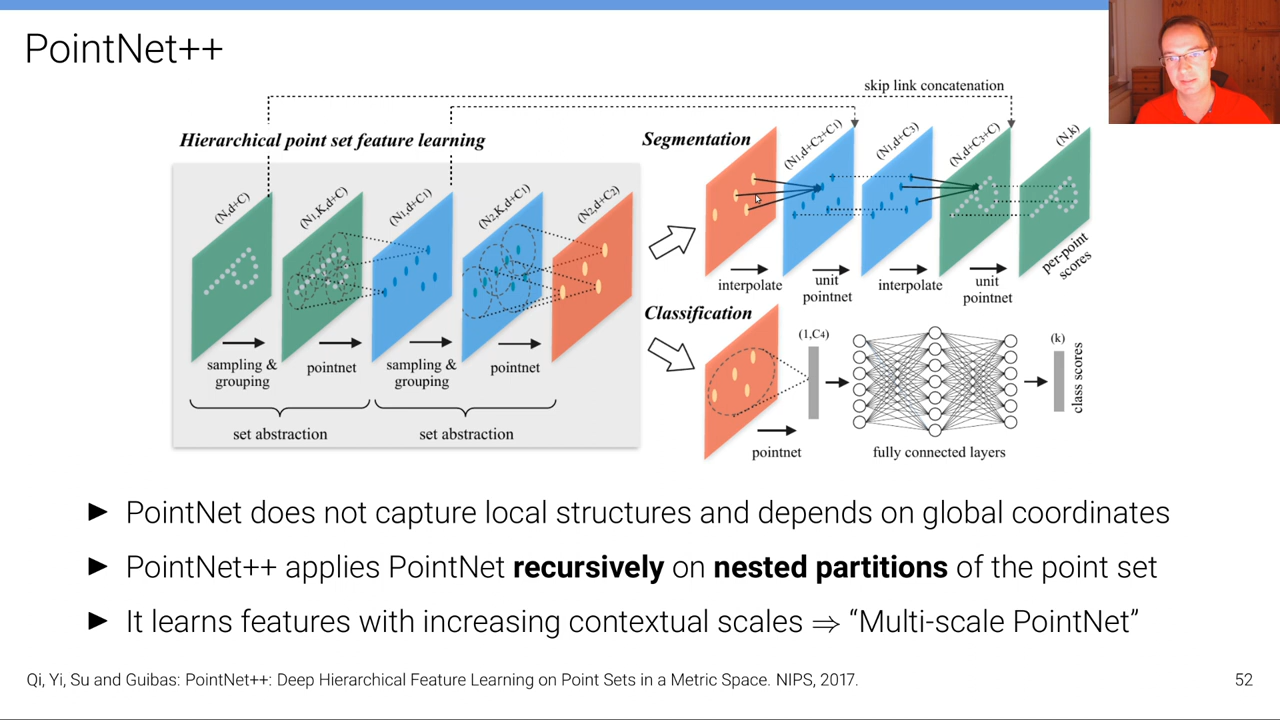 PointNet++
skip link concatenation
Hierarchical point set feature learning
Segmentation
(N,d+C)
(N1,K,d+C)
(N1,d+C1)
(N2,K,d+C1)
(N2,d+C2)
(N1,d+C2+C1)
(N1,d+C3)
(N,d+C3+C)
(N,k)
interpolate
unit
pointnet
interpolate
unit
pointnet
per-point
scores
Classification
(1,C4)
(k)
class scores
sampling &
grouping
pointnet
sampling &
grouping
pointnet
set abstraction
set abstraction
pointnet
fully connected layers
► PointNet does not capture local structures and depends on global coordinates
► PointNet++ applies PointNet recursively on nested partitions of the point set
► It learns features with increasing contextual scales ⇒ “Multi-scale PointNet”
Qi, Yi, Su and Guibas: PointNet++: Deep Hierarchical Feature Learning on Point Sets in a Metric Space. NIPS, 2017.
52